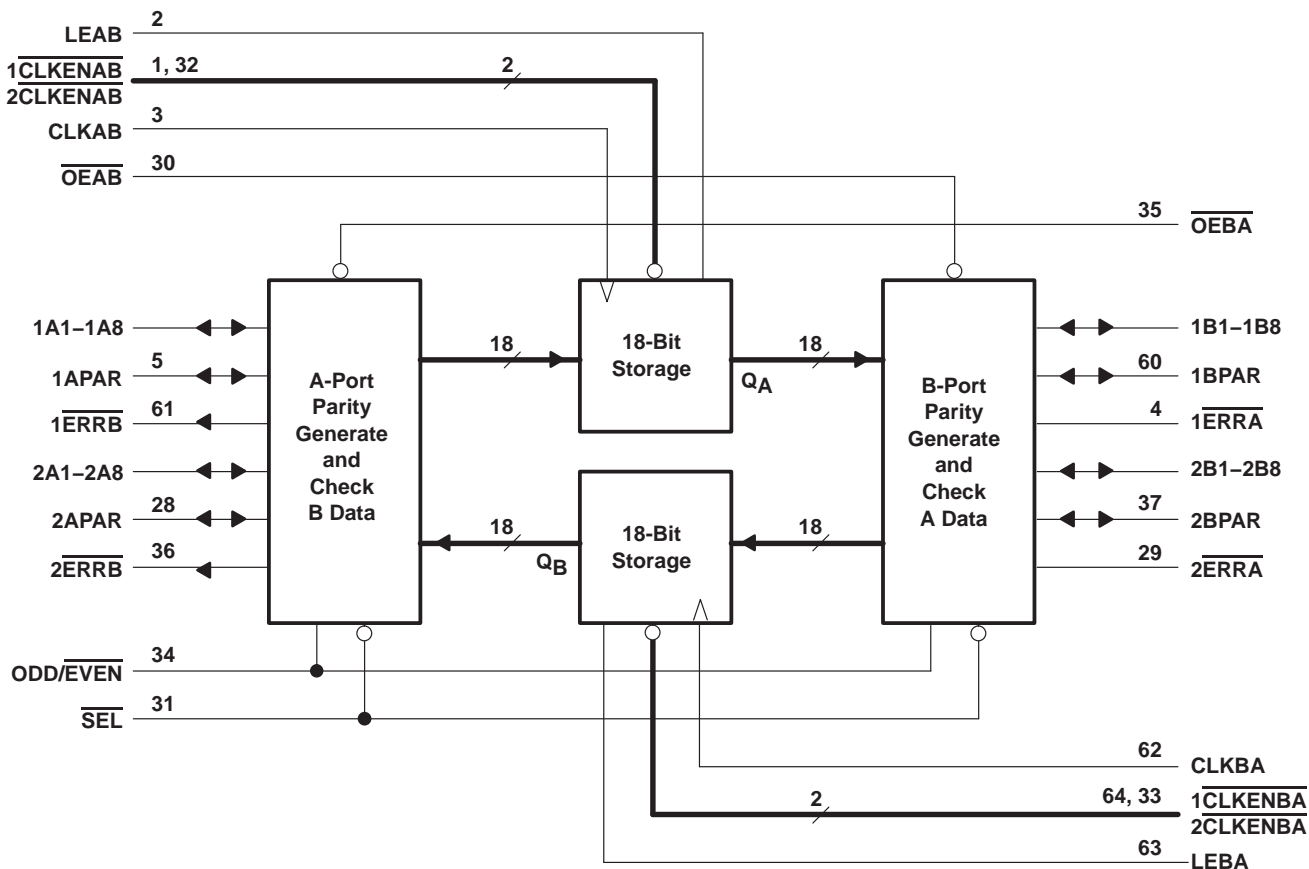 LEAB 2
1CLKENAB 1, 32 2
2CLKENAB
CLKAB 3
OEAB 30
35 OEBA
1A1–1A8
1APAR 5
1ERRB 61
2A1–2A8
2APAR 28
2ERRB 36
A-Port
Parity
Generate
and
Check
B Data
18
18-Bit
Storage
QA
18
18
18-Bit
Storage
QB
18
B-Port
Parity
Generate
and
Check
A Data
1B1–1B8
60 1BPAR
4 1ERRA
2B1–2B8
37 2BPAR
29 2ERRA
ODD/EVEN 34
SEL 31
62 CLKBA
2 64, 33 1CLKENBA
2CLKENBA
63 LEBA